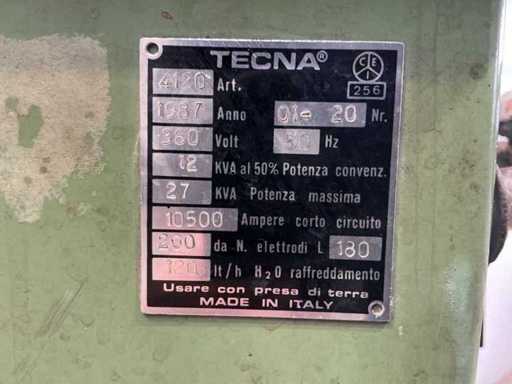 TECNA®
CEI
256
4120 Art.
1987 Anno 01e 20 Nr.
360 Volt 50 Hz
12 KVA al 50% Potenza convenz.
27 KVA Potenza massima
10500 Ampere corto circuito
200 da N. elettrodi L 180
120 lt/h H2O raffreddamento
Usare con presa di terra
MADE IN ITALY